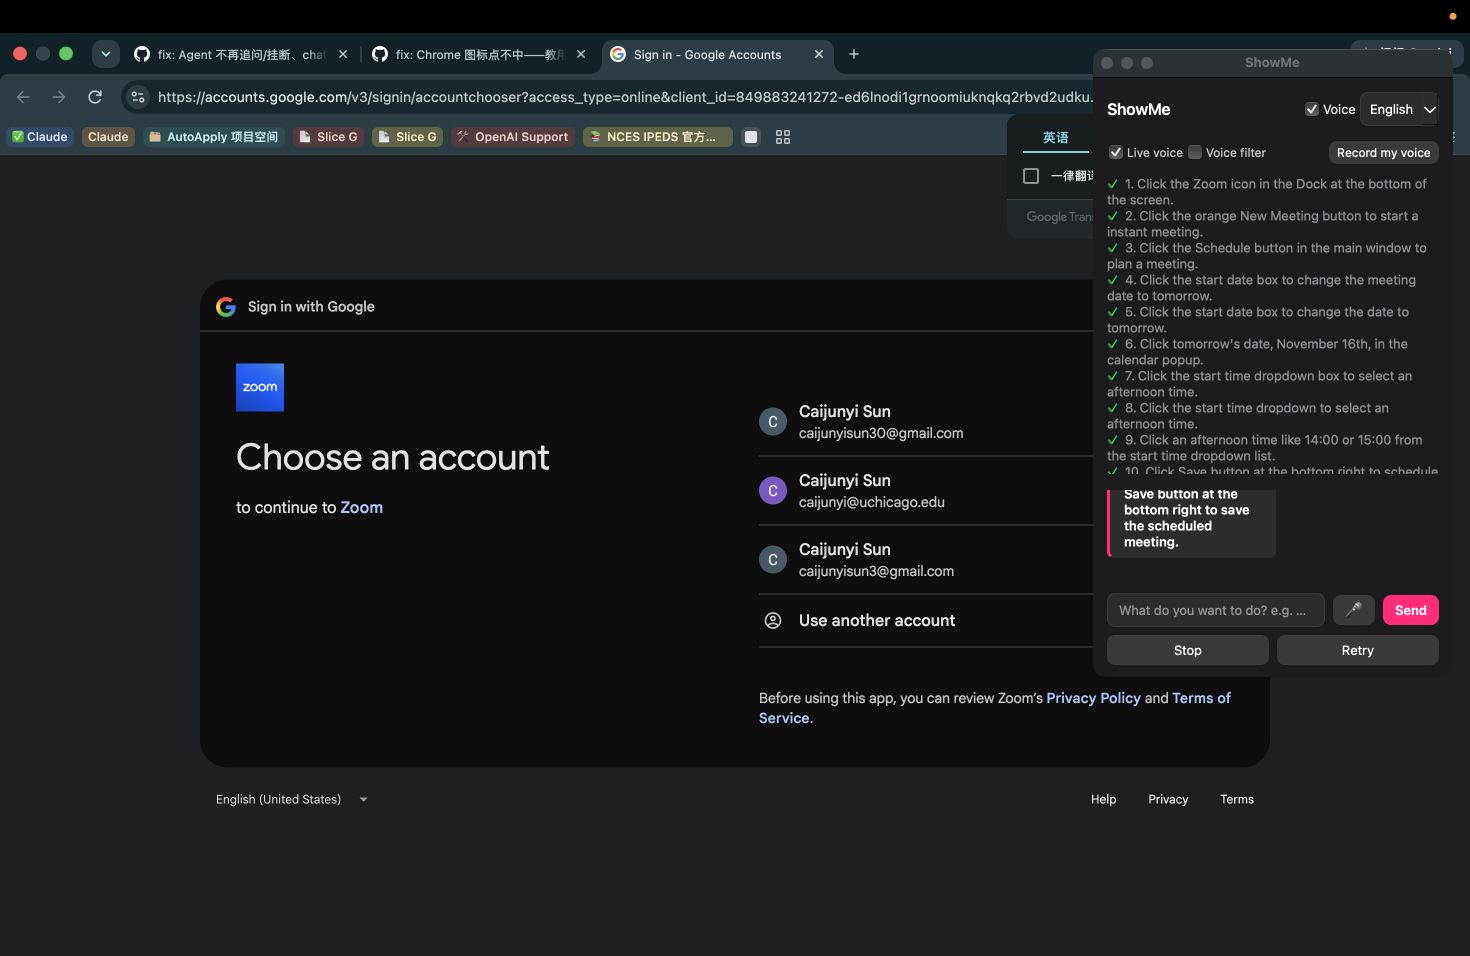 fix: Agent 不再追问/挂断、cha
fix: Chrome 图标点不中——教用
Sign in - Google Accounts
https://accounts.google.com/v3/signin/accountchooser?access_type=online&client_id=849883241272-ed6lnodi1grnoomiuknqkq2rbvd2udku.
Claude
Claude
AutoApply 项目空间
Slice G
Slice G
OpenAI Support
NCES IPEDS 官方...
英语
一律翻译
Google Tran
Sign in with Google
zoom
Choose an account
to continue to Zoom
C
Caijunyi Sun
caijunyisun30@gmail.com
C
Caijunyi Sun
caijunyi@uchicago.edu
C
Caijunyi Sun
caijunyisun3@gmail.com
Use another account
Before using this app, you can review Zoom's Privacy Policy and Terms of
Service.
English (United States)
Help
Privacy
Terms
ShowMe
ShowMe
Voice
English
Live voice
Voice filter
Record my voice
✓ 1. Click the Zoom icon in the Dock at the bottom of
the screen.
✓ 2. Click the orange New Meeting button to start a
instant meeting.
✓ 3. Click the Schedule button in the main window to
plan a meeting.
✓ 4. Click the start date box to change the meeting
date to tomorrow.
✓ 5. Click the start date box to change the date to
tomorrow.
✓ 6. Click tomorrow's date, November 16th, in the
calendar popup.
✓ 7. Click the start time dropdown box to select an
afternoon time.
✓ 8. Click the start time dropdown to select an
afternoon time.
✓ 9. Click an afternoon time like 14:00 or 15:00 from
the start time dropdown list.
✓ 10. Click Save button at the bottom right to schedule
Save button at the
bottom right to save
the scheduled
meeting.
What do you want to do? e.g. ...
Send
Stop
Retry